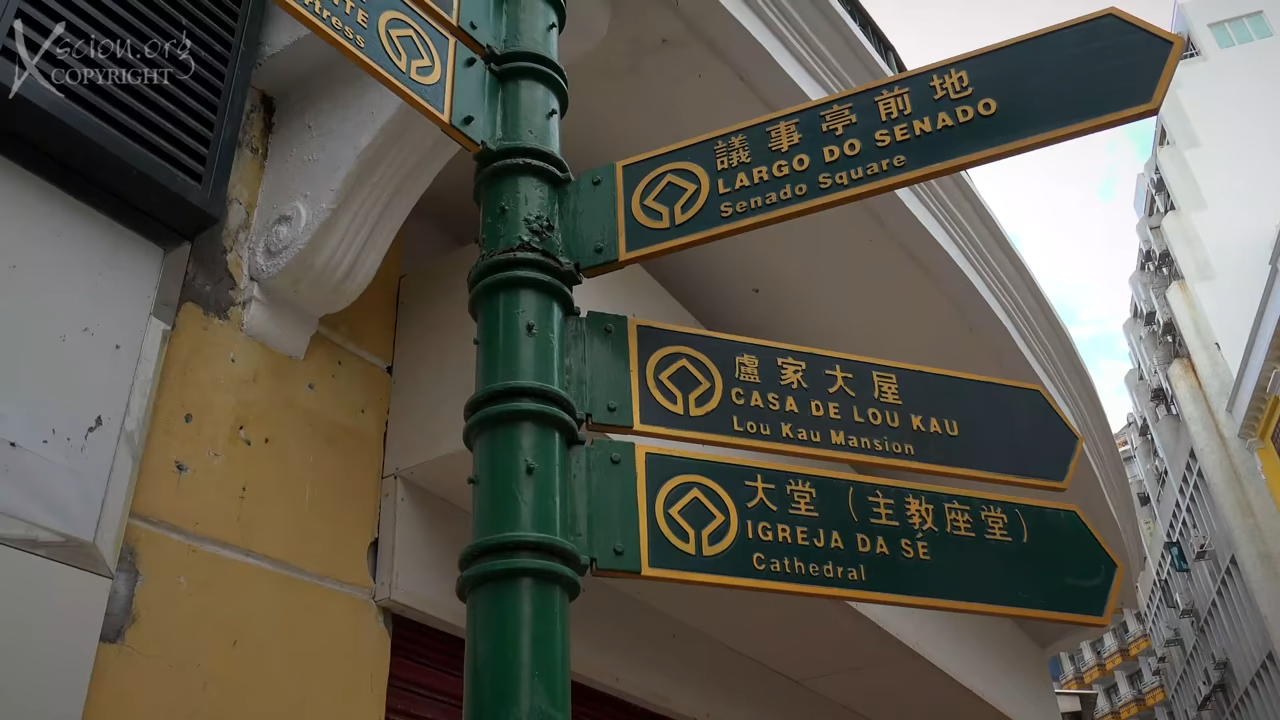 Xscion.org
COPYRIGHT
議事亭前地
LARGO DO SENADO
Senado Square
盧家大屋
CASA DE LOU KAU
Lou Kau Mansion
大堂（主教座堂）
IGREJA DA SÉ
Cathedral